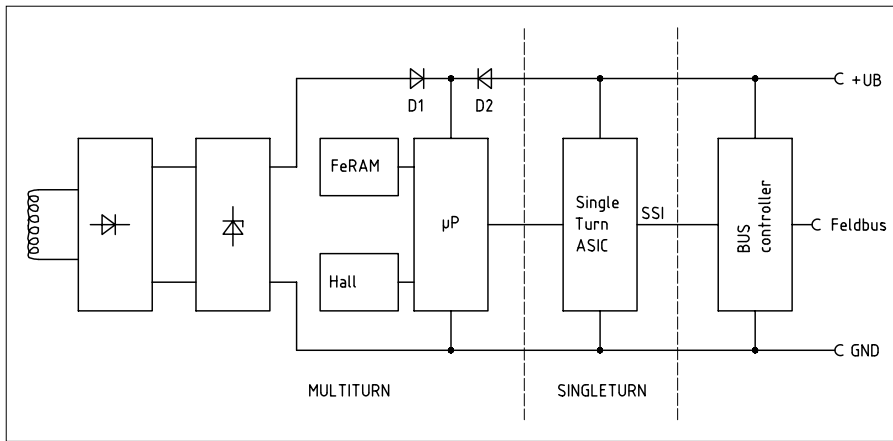 +UB
D1
D2
FeRAM
µP
Single
Turn
ASIC
SSI
BUS
controller
Feldbus
Hall
GND
MULTITURN
SINGLETURN